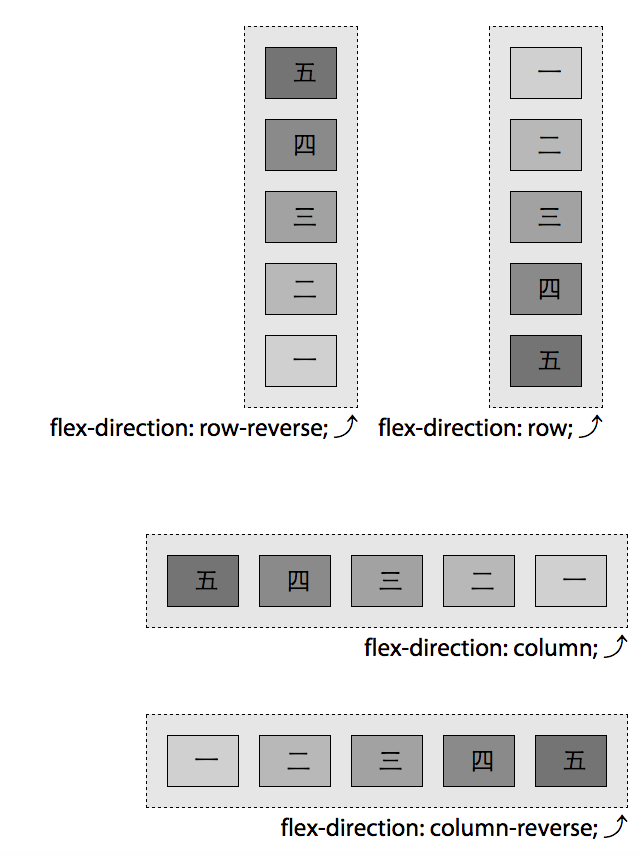 五
四
三
二
一
flex-direction: row-reverse;
一
二
三
四
五
flex-direction: row;
五 四 三 二 一
flex-direction: column;
一 二 三 四 五
flex-direction: column-reverse;